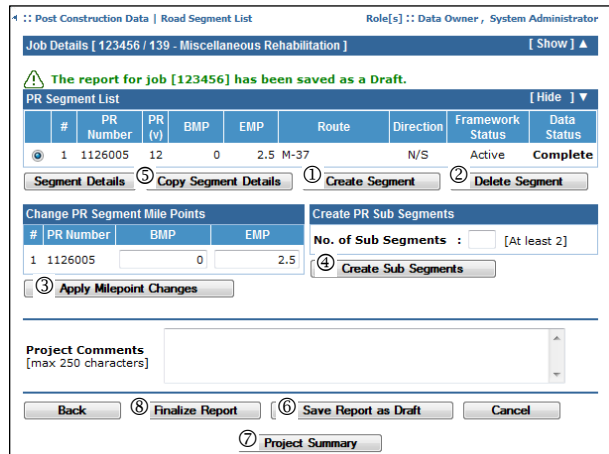 :: Post Construction Data | Road Segment List Role[s] :: Data Owner , System Administrator
Job Details [ 123456 / 139 - Miscellaneous Rehabilitation ] [ Show ] ▲
The report for job [123456] has been saved as a Draft.
PR Segment List [ Hide ] ▼
# PR Number PR (v) BMP EMP Route Direction Framework Status Data Status
1 1126005 12 0 2.5 M-37 N/S Active Complete
Segment Details ⑤ Copy Segment Details ① Create Segment ② Delete Segment
Change PR Segment Mile Points Create PR Sub Segments
# PR Number BMP EMP
No. of Sub Segments : [At least 2]
1 1126005 0 2.5
④ Create Sub Segments
③ Apply Milepoint Changes
Project Comments
[max 250 characters]
Back ⑧ Finalize Report ⑥ Save Report as Draft Cancel
⑦ Project Summary